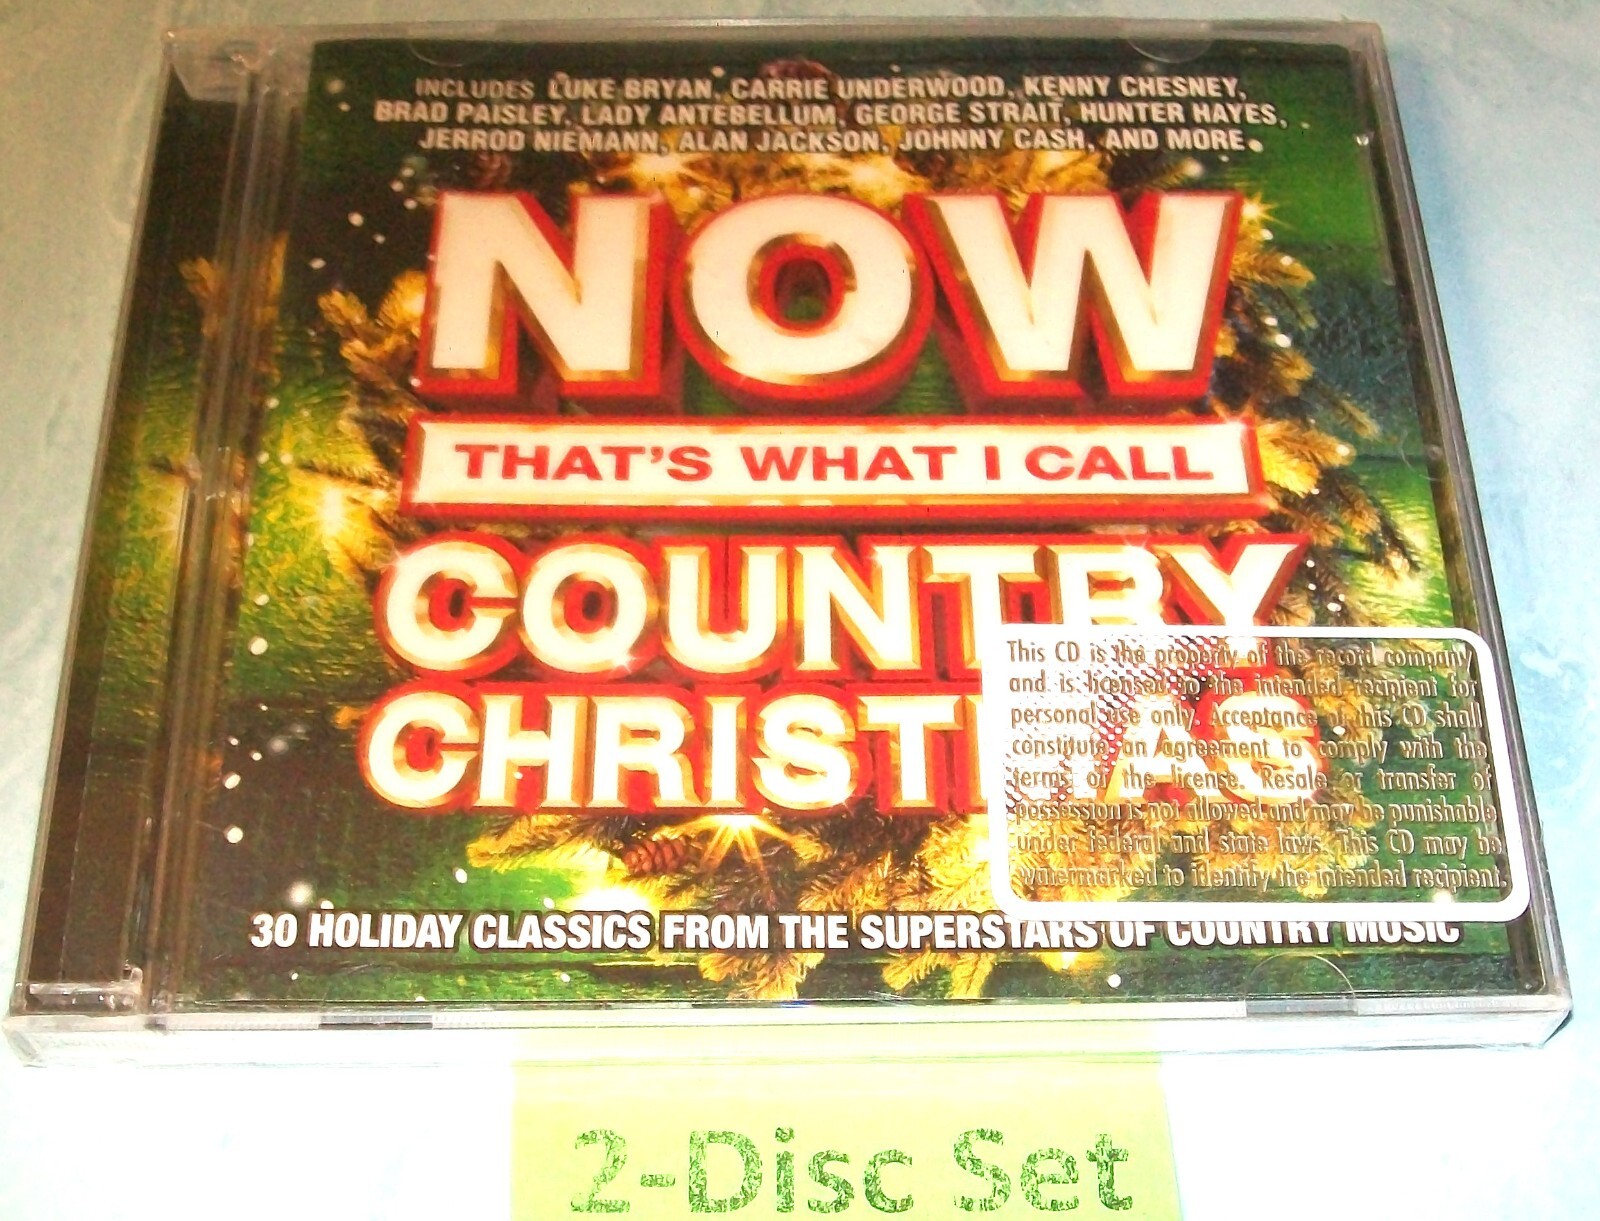 INCLUDES LUKE BRYAN, CARRIE UNDERWOOD, KENNY CHESNEY,
BRAD PAISLEY, LADY ANTEBELLUM, GEORGE STRAIT, HUNTER HAYES,
JERROD NIEMANN, ALAN JACKSON, JOHNNY CASH, AND MORE.
NOW
THAT'S WHAT I CALL
COUNTRY
CHRISTMAS
This CD is the property of the record company
and is licensed to the intended recipient for
personal use only. Acceptance of this CD shall
constitute an agreement to comply with the
terms of the license. Resale or transfer of
possession is not allowed and may be punishable
under federal and state laws. This CD may be
watermarked to identify the intended recipient.
30 HOLIDAY CLASSICS FROM THE SUPERSTARS OF COUNTRY MUSIC
2-Disc Set